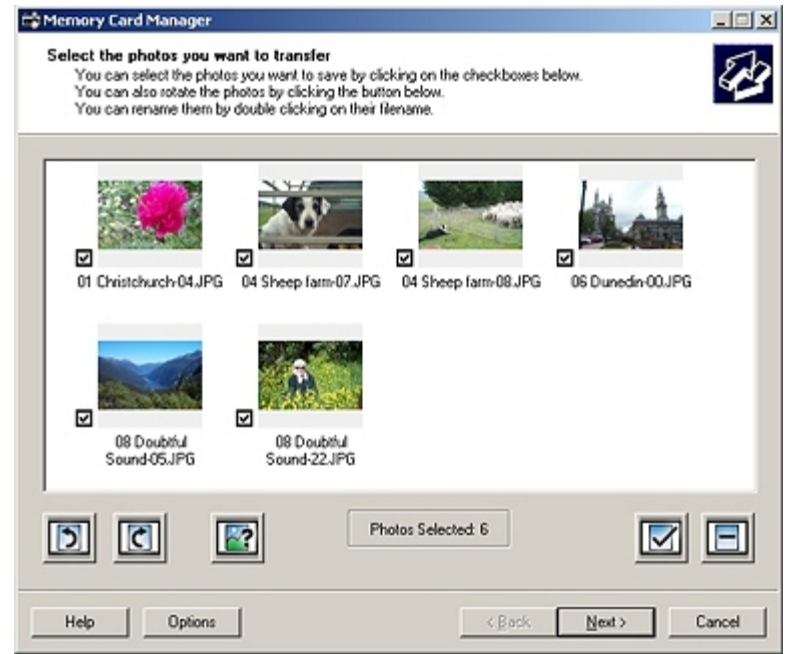 Memory Card Manager
Select the photos you want to transfer
You can select the photos you want to save by clicking on the checkboxes below.
You can also rotate the photos by clicking the button below.
You can rename them by double clicking on their filename.
01 Christchurch-04.JPG
04 Sheep farm-07.JPG
04 Sheep farm-08.JPG
06 Dunedin-00.JPG
08 Doubtful
Sound-05.JPG
08 Doubtful
Sound-22.JPG
?
Photos Selected: 6
Help
Options
< Back
Next >
Cancel